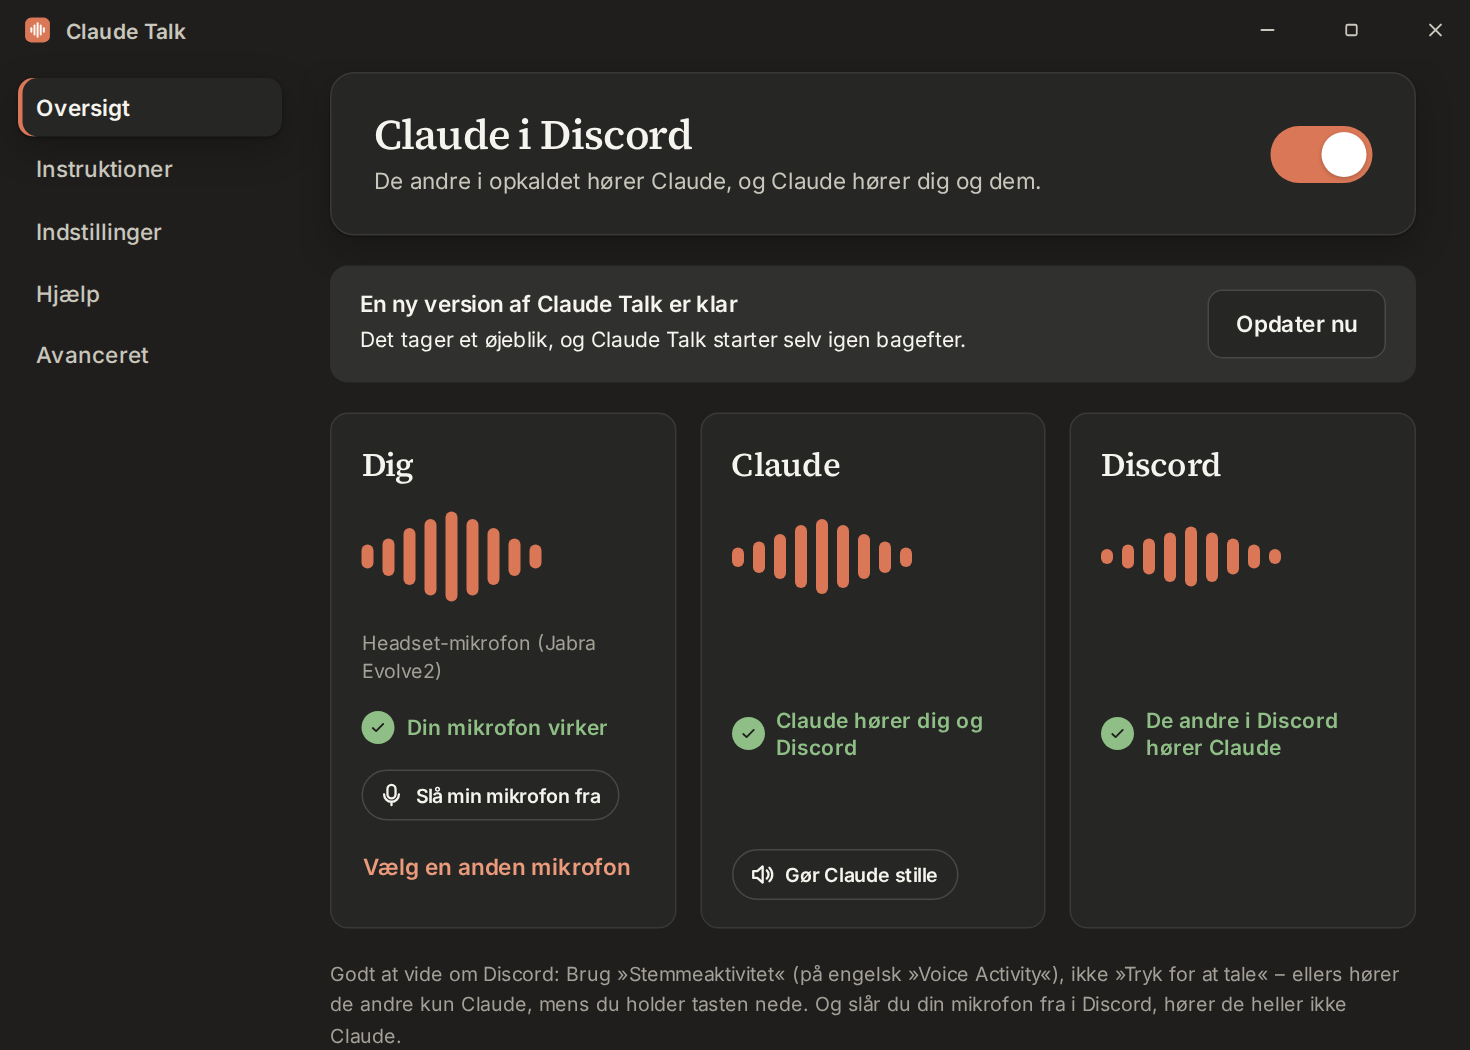 Claude Talk
Oversigt
Instruktioner
Indstillinger
Hjælp
Avanceret
Claude i Discord
De andre i opkaldet hører Claude, og Claude hører dig og dem.
En ny version af Claude Talk er klar
Det tager et øjeblik, og Claude Talk starter selv igen bagefter.
Opdater nu
Dig
Headset-mikrofon (Jabra
Evolve2)
Din mikrofon virker
Slå min mikrofon fra
Vælg en anden mikrofon
Claude
Claude hører dig og
Discord
Gør Claude stille
Discord
De andre i Discord
hører Claude
Godt at vide om Discord: Brug »Stemmeaktivitet« (på engelsk »Voice Activity«), ikke »Tryk for at tale« – ellers hører
de andre kun Claude, mens du holder tasten nede. Og slår du din mikrofon fra i Discord, hører de heller ikke
Claude.